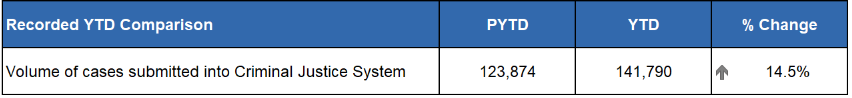 Recorded YTD Comparison PYTD YTD % Change
Volume of cases submitted into Criminal Justice System 123,874 141,790 14.5%